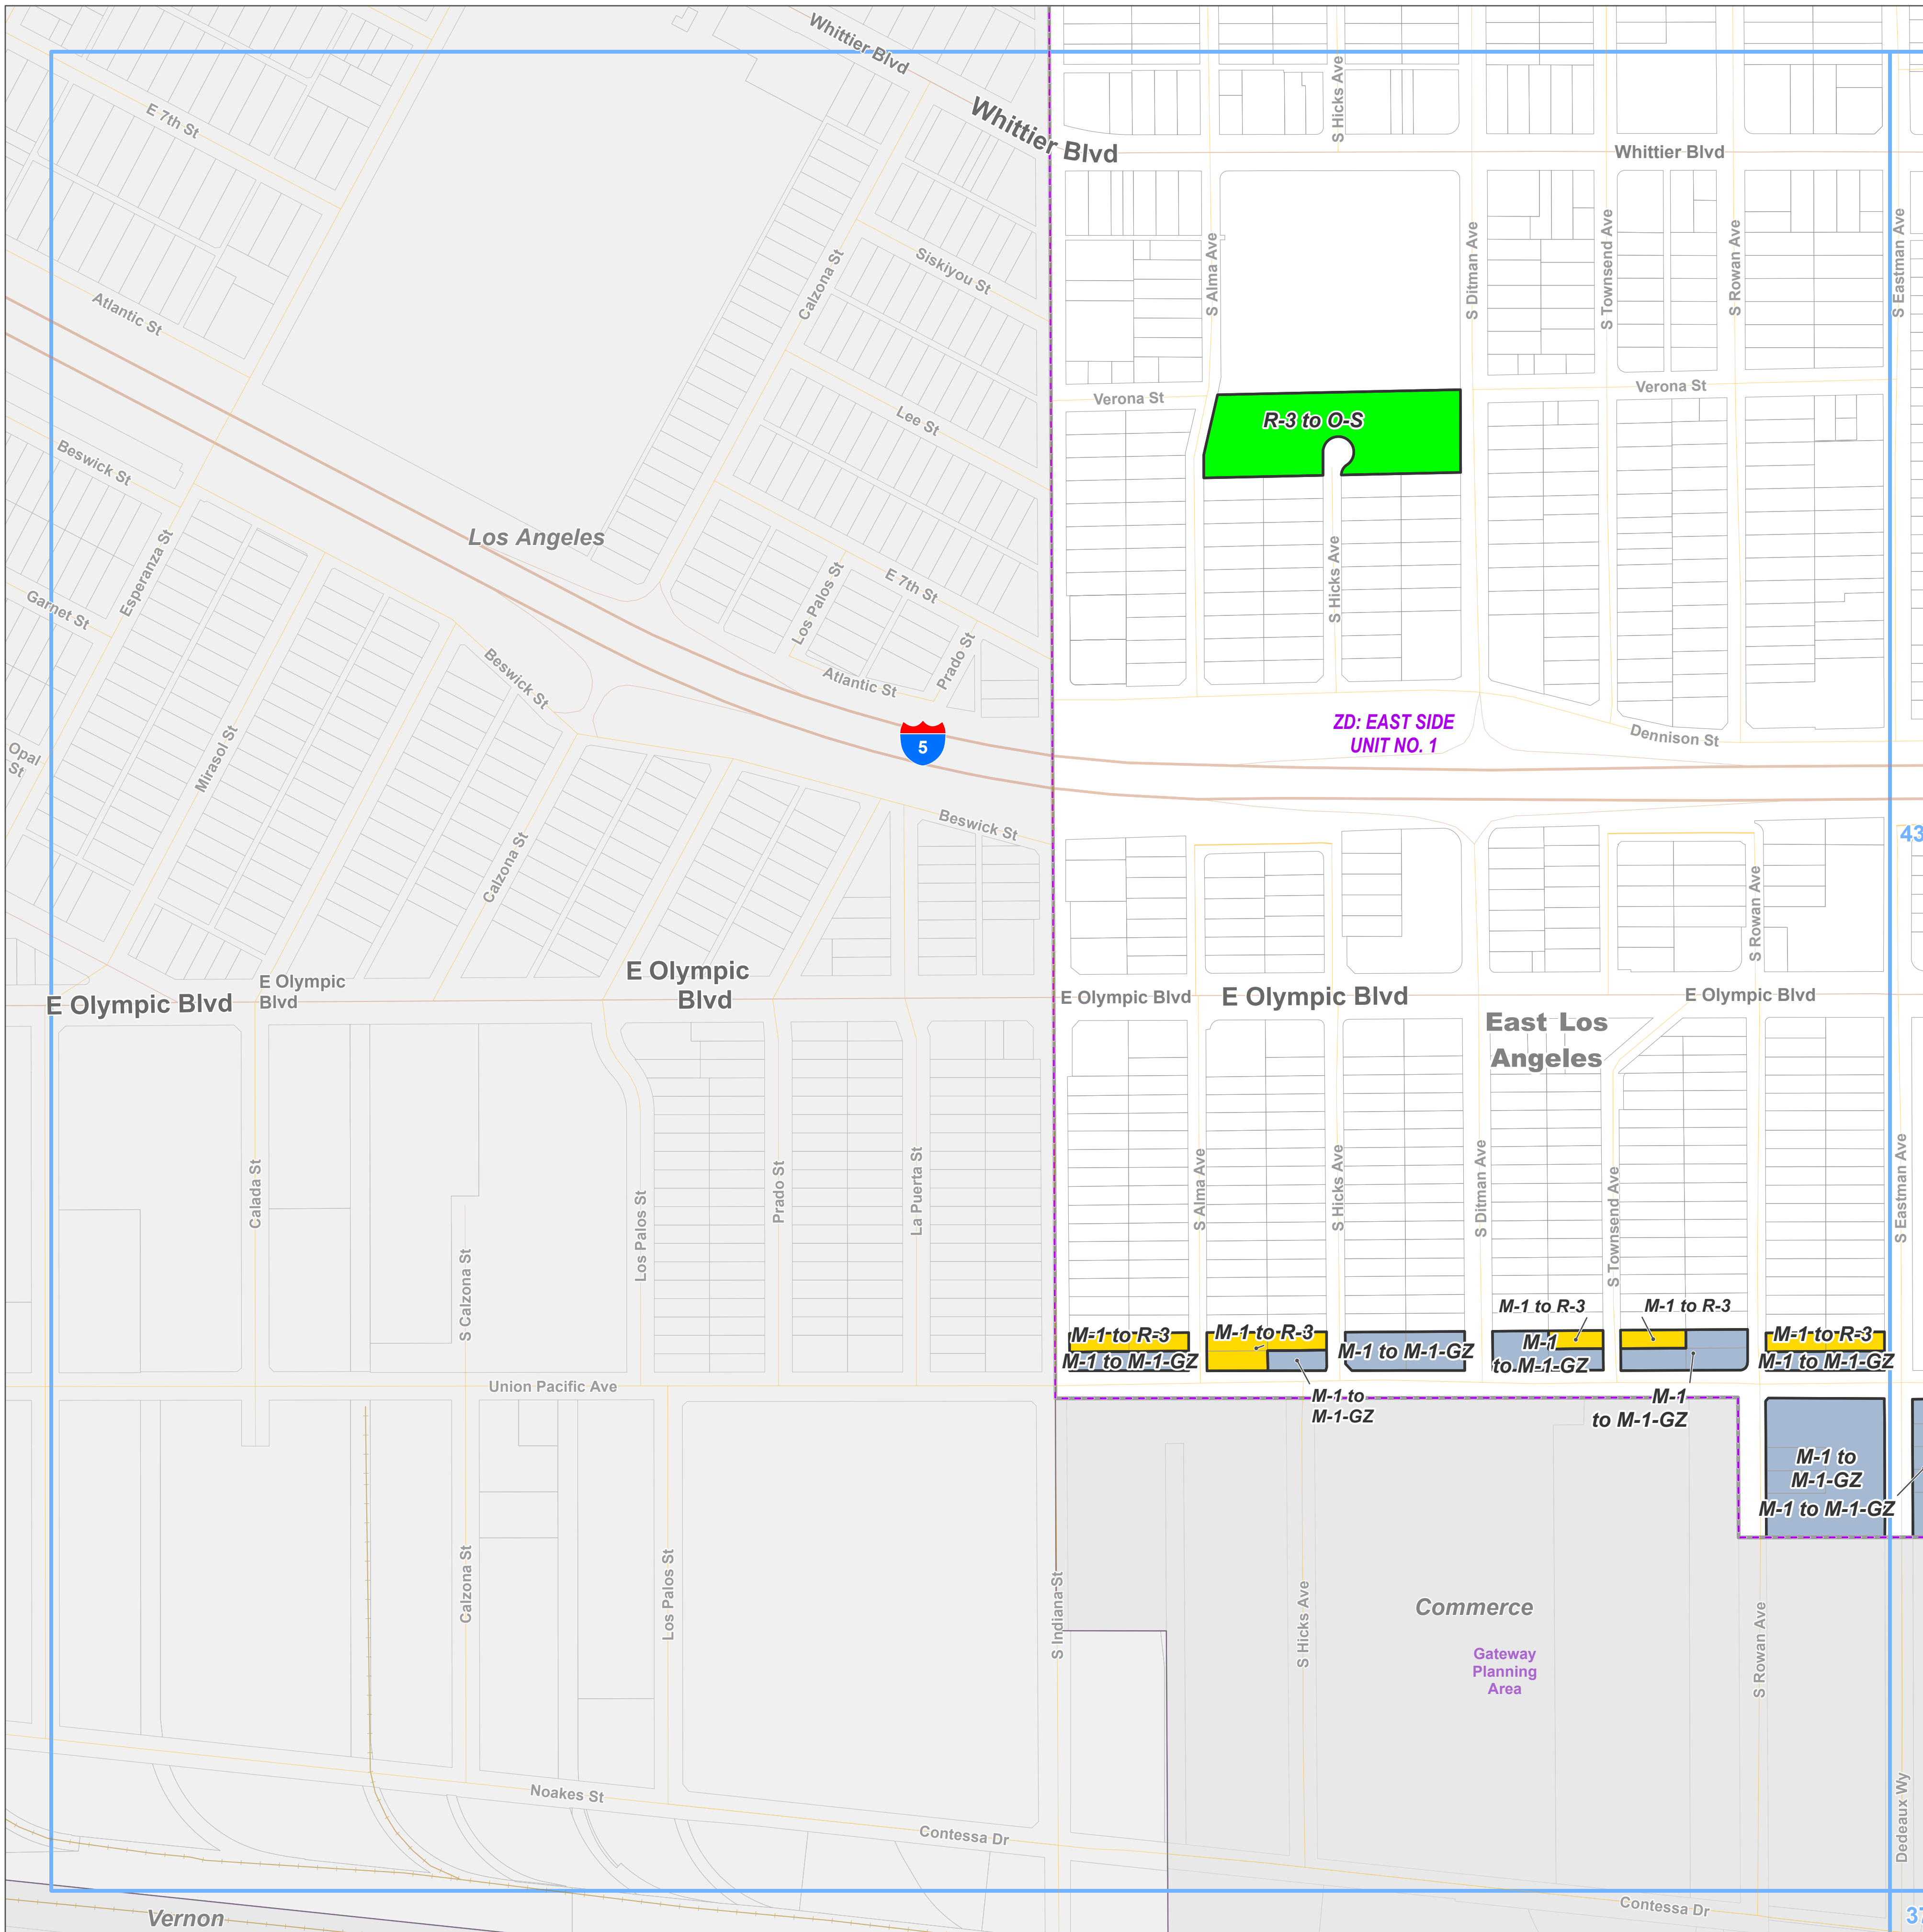 Whittier Blvd
Whittier Blvd
S Hicks Ave
Whittier Blvd
E 7th St
Siskiyou St
Calzona St
S Alma Ave
S Ditman Ave
S Townsend Ave
S Rowan Ave
S Eastman Ave
Atlantic St
Lee St
Verona St
Verona St
R-3 to O-S
Beswick St
Los Angeles
Esperanza St
Garnet St
Los Palos St
E 7th St
S Hicks Ave
Prado St
Beswick St
Atlantic St
Opal
St
Mirasol St
5
ZD: EAST SIDE
UNIT NO. 1
Dennison St
Beswick St
43
Calzona St
S Rowan Ave
E Olympic Blvd
E Olympic
Blvd
E Olympic
Blvd
E Olympic Blvd
E Olympic Blvd
E Olympic Blvd
East Los
Angeles
Calada St
S Calzona St
Los Palos St
Prado St
La Puerta St
S Alma Ave
S Hicks Ave
S Ditman Ave
S Townsend Ave
S Eastman Ave
M-1 to R-3
M-1 to R-3
M-1 to R-3
M-1 to M-1-GZ
M-1 to R-3
M-1 to M-1-GZ
M-1
to M-1-GZ
M-1 to R-3
M-1 to M-1-GZ
Union Pacific Ave
M-1 to
M-1-GZ
M-1
to M-1-GZ
M-1 to
M-1-GZ
M-1 to M-1-GZ
Calzona St
Los Palos St
S Indiana St
S Hicks Ave
Commerce
Gateway
Planning
Area
S Rowan Ave
Dedeaux Wy
Noakes St
Contessa Dr
Contessa Dr
Vernon
37